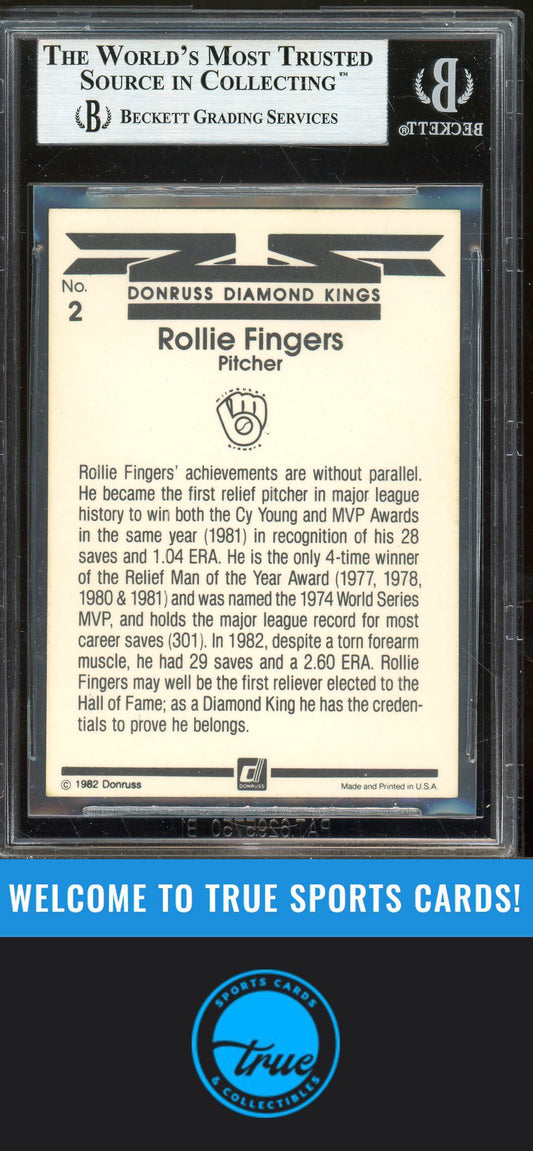 THE WORLD'S MOST TRUSTED
SOURCE IN COLLECTING™
B BECKETT GRADING SERVICES
B
BECKETT®
No.
2
DONRUSS DIAMOND KINGS
Rollie Fingers
Pitcher
Rollie Fingers' achievements are without parallel.
He became the first relief pitcher in major league
history to win both the Cy Young and MVP Awards
in the same year (1981) in recognition of his 28
saves and 1.04 ERA. He is the only 4-time winner
of the Relief Man of the Year Award (1977, 1978,
1980 & 1981) and was named the 1974 World Series
MVP, and holds the major league record for most
career saves (301). In 1982, despite a torn forearm
muscle, he had 29 saves and a 2.60 ERA. Rollie
Fingers may well be the first reliever elected to the
Hall of Fame; as a Diamond King he has the creden-
tials to prove he belongs.
© 1982 Donruss
DONRUSS
Made and Printed in U.S.A.
WELCOME TO TRUE SPORTS CARDS!
SPORTS CARDS
true
& COLLECTIBLES